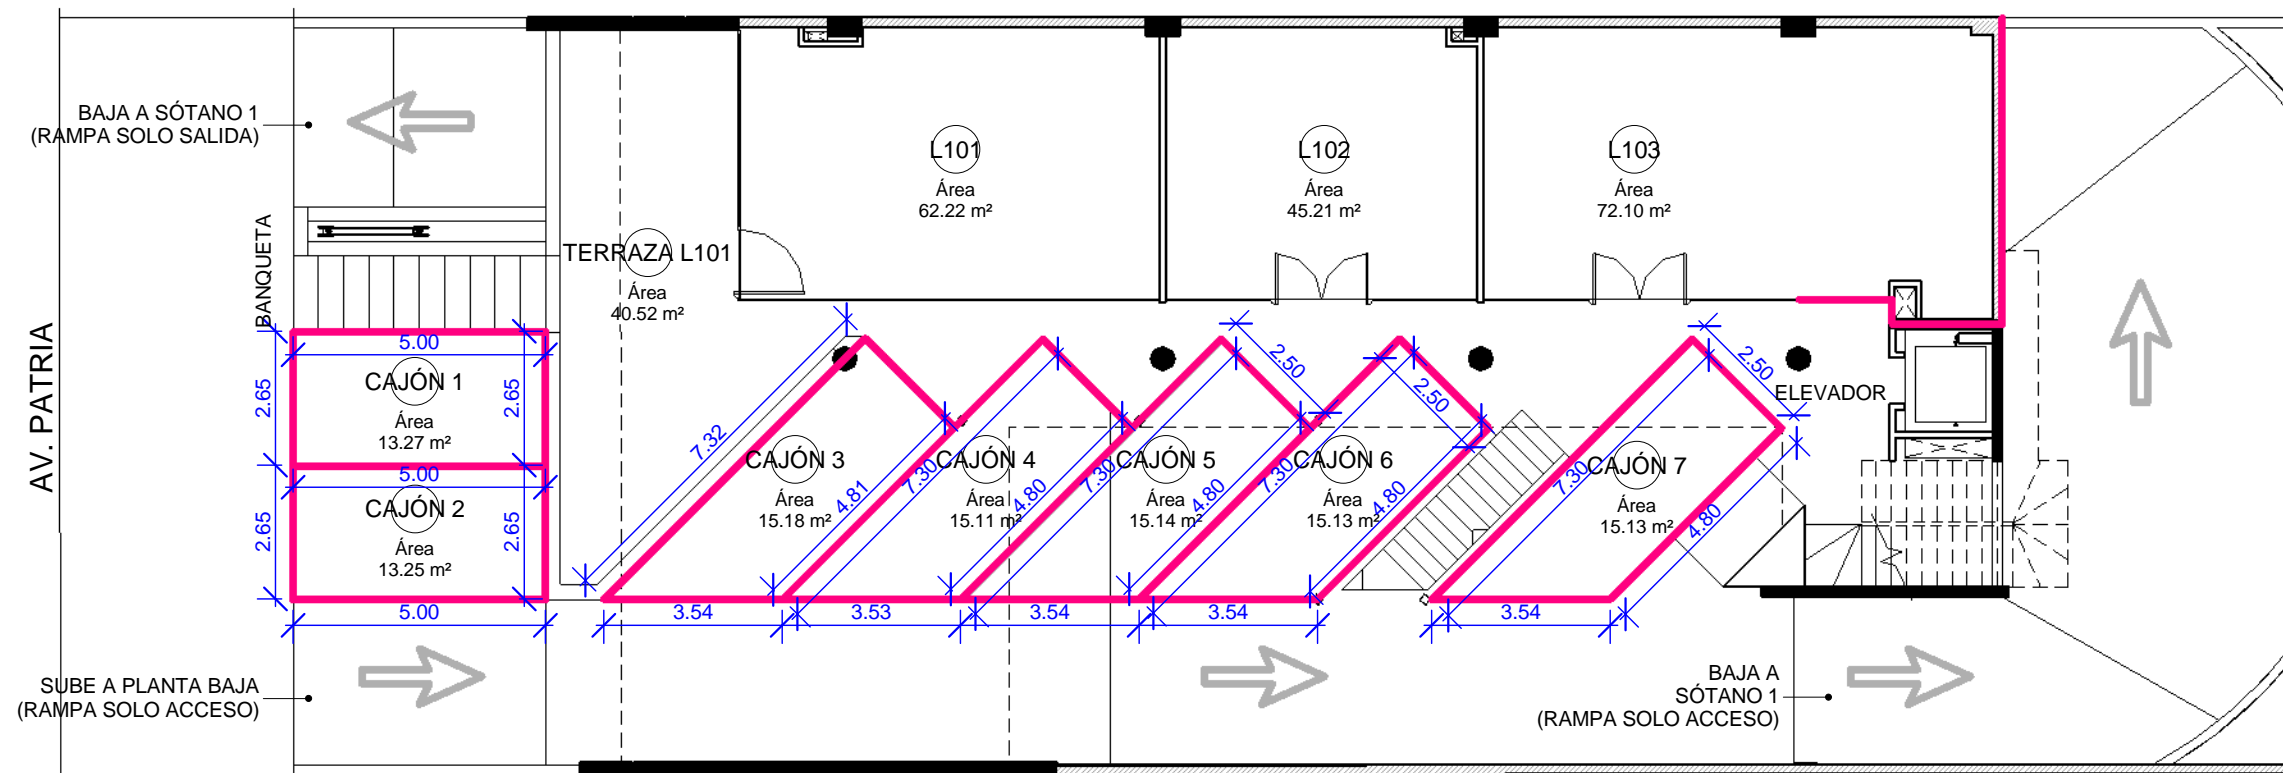 BAJA A SÓTANO 1
(RAMPA SOLO SALIDA)
BANQUETA
AV. PATRIA
TERRAZA L101
Área
40.52 m²
L101
Área
62.22 m²
L102
Área
45.21 m²
L103
Área
72.10 m²
ELEVADOR
5.00
CAJÓN 1
Área
13.27 m²
2.65
2.65
5.00
CAJÓN 2
Área
13.25 m²
2.65
2.65
5.00
7.32
CAJÓN 3
Área
15.18 m²
4.81
3.54
7.30
CAJÓN 4
Área
15.11 m²
4.80
3.53
7.30
2.50
CAJÓN 5
Área
15.14 m²
4.80
3.54
7.30
2.50
CAJÓN 6
Área
15.13 m²
4.80
3.54
7.30
2.50
CAJÓN 7
Área
15.13 m²
4.80
3.54
SUBE A PLANTA BAJA
(RAMPA SOLO ACCESO)
BAJA A
SÓTANO 1
(RAMPA SOLO ACCESO)